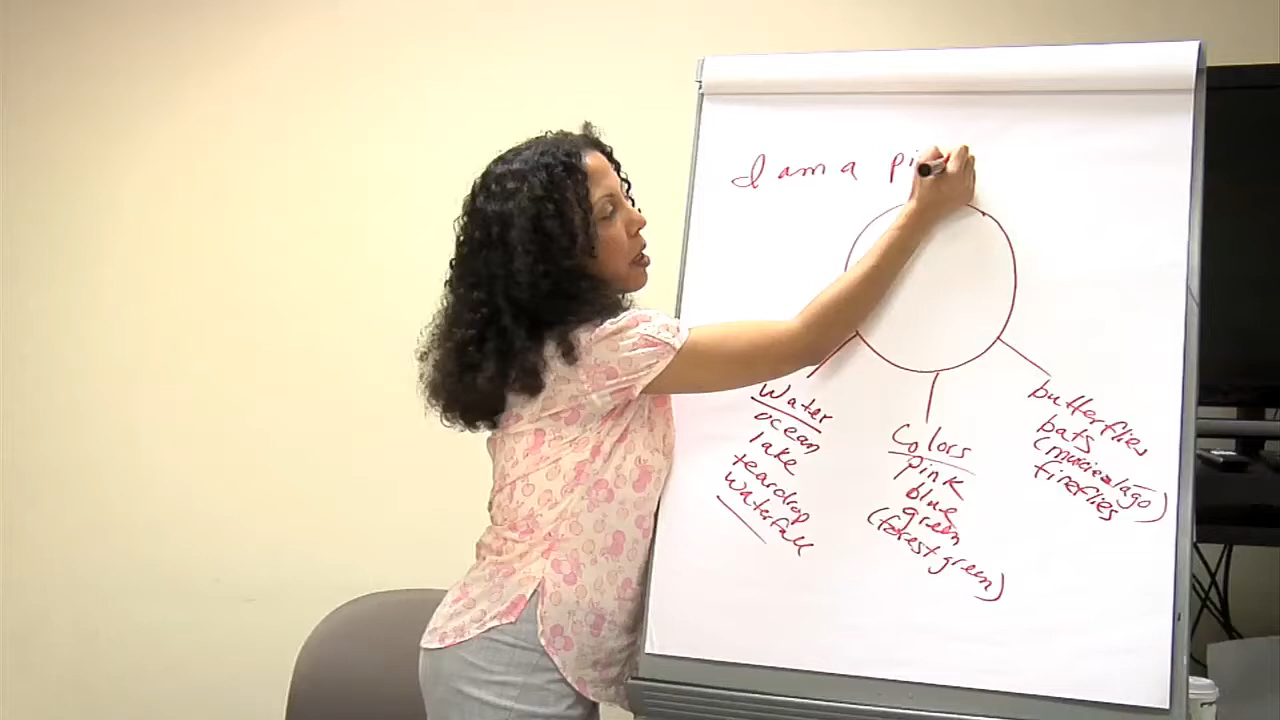 I am a pi
Water
ocean
lake
teardrop
waterfall
Colors
pink
blue
green
(forest green)
butterflies
bats
(murcielago)
fireflies